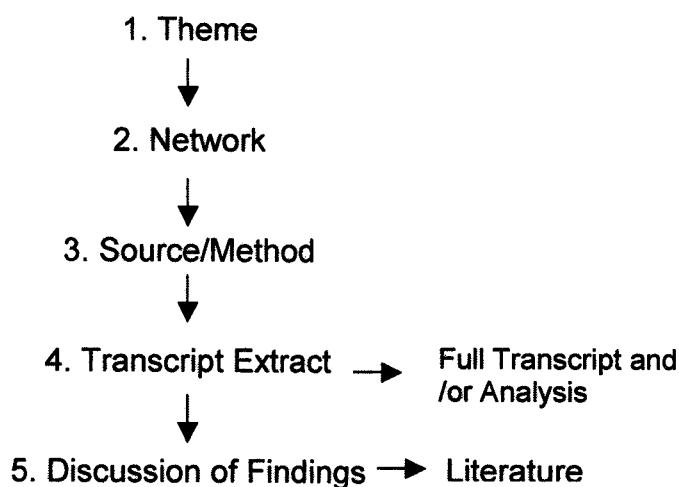 1. Theme
2. Network
3. Source/Method
4. Transcript Extract
Full Transcript and
/or Analysis
5. Discussion of Findings
Literature